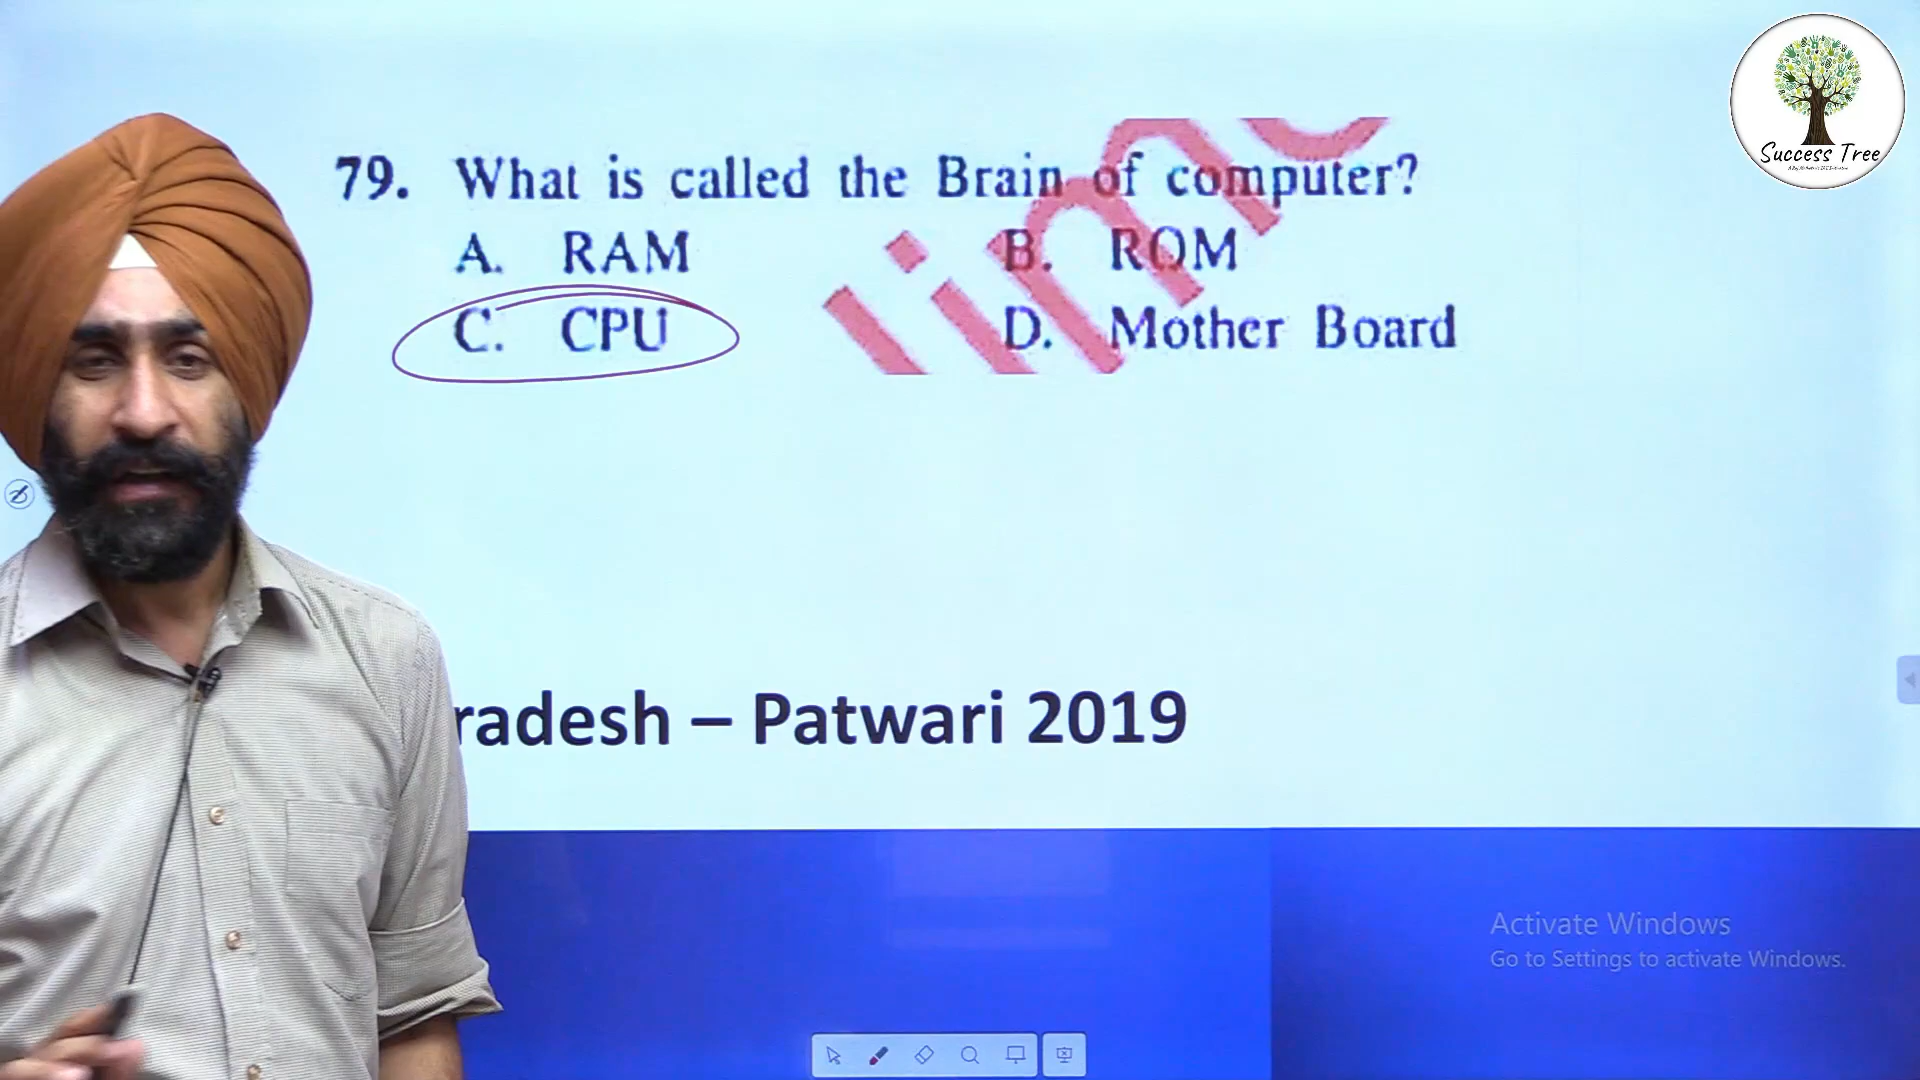 79. What is called the Brain of computer?
A. RAM
B. ROM
C. CPU
D. Mother Board
radesh – Patwari 2019
Success Tree
Activate Windows
Go to Settings to activate Windows.